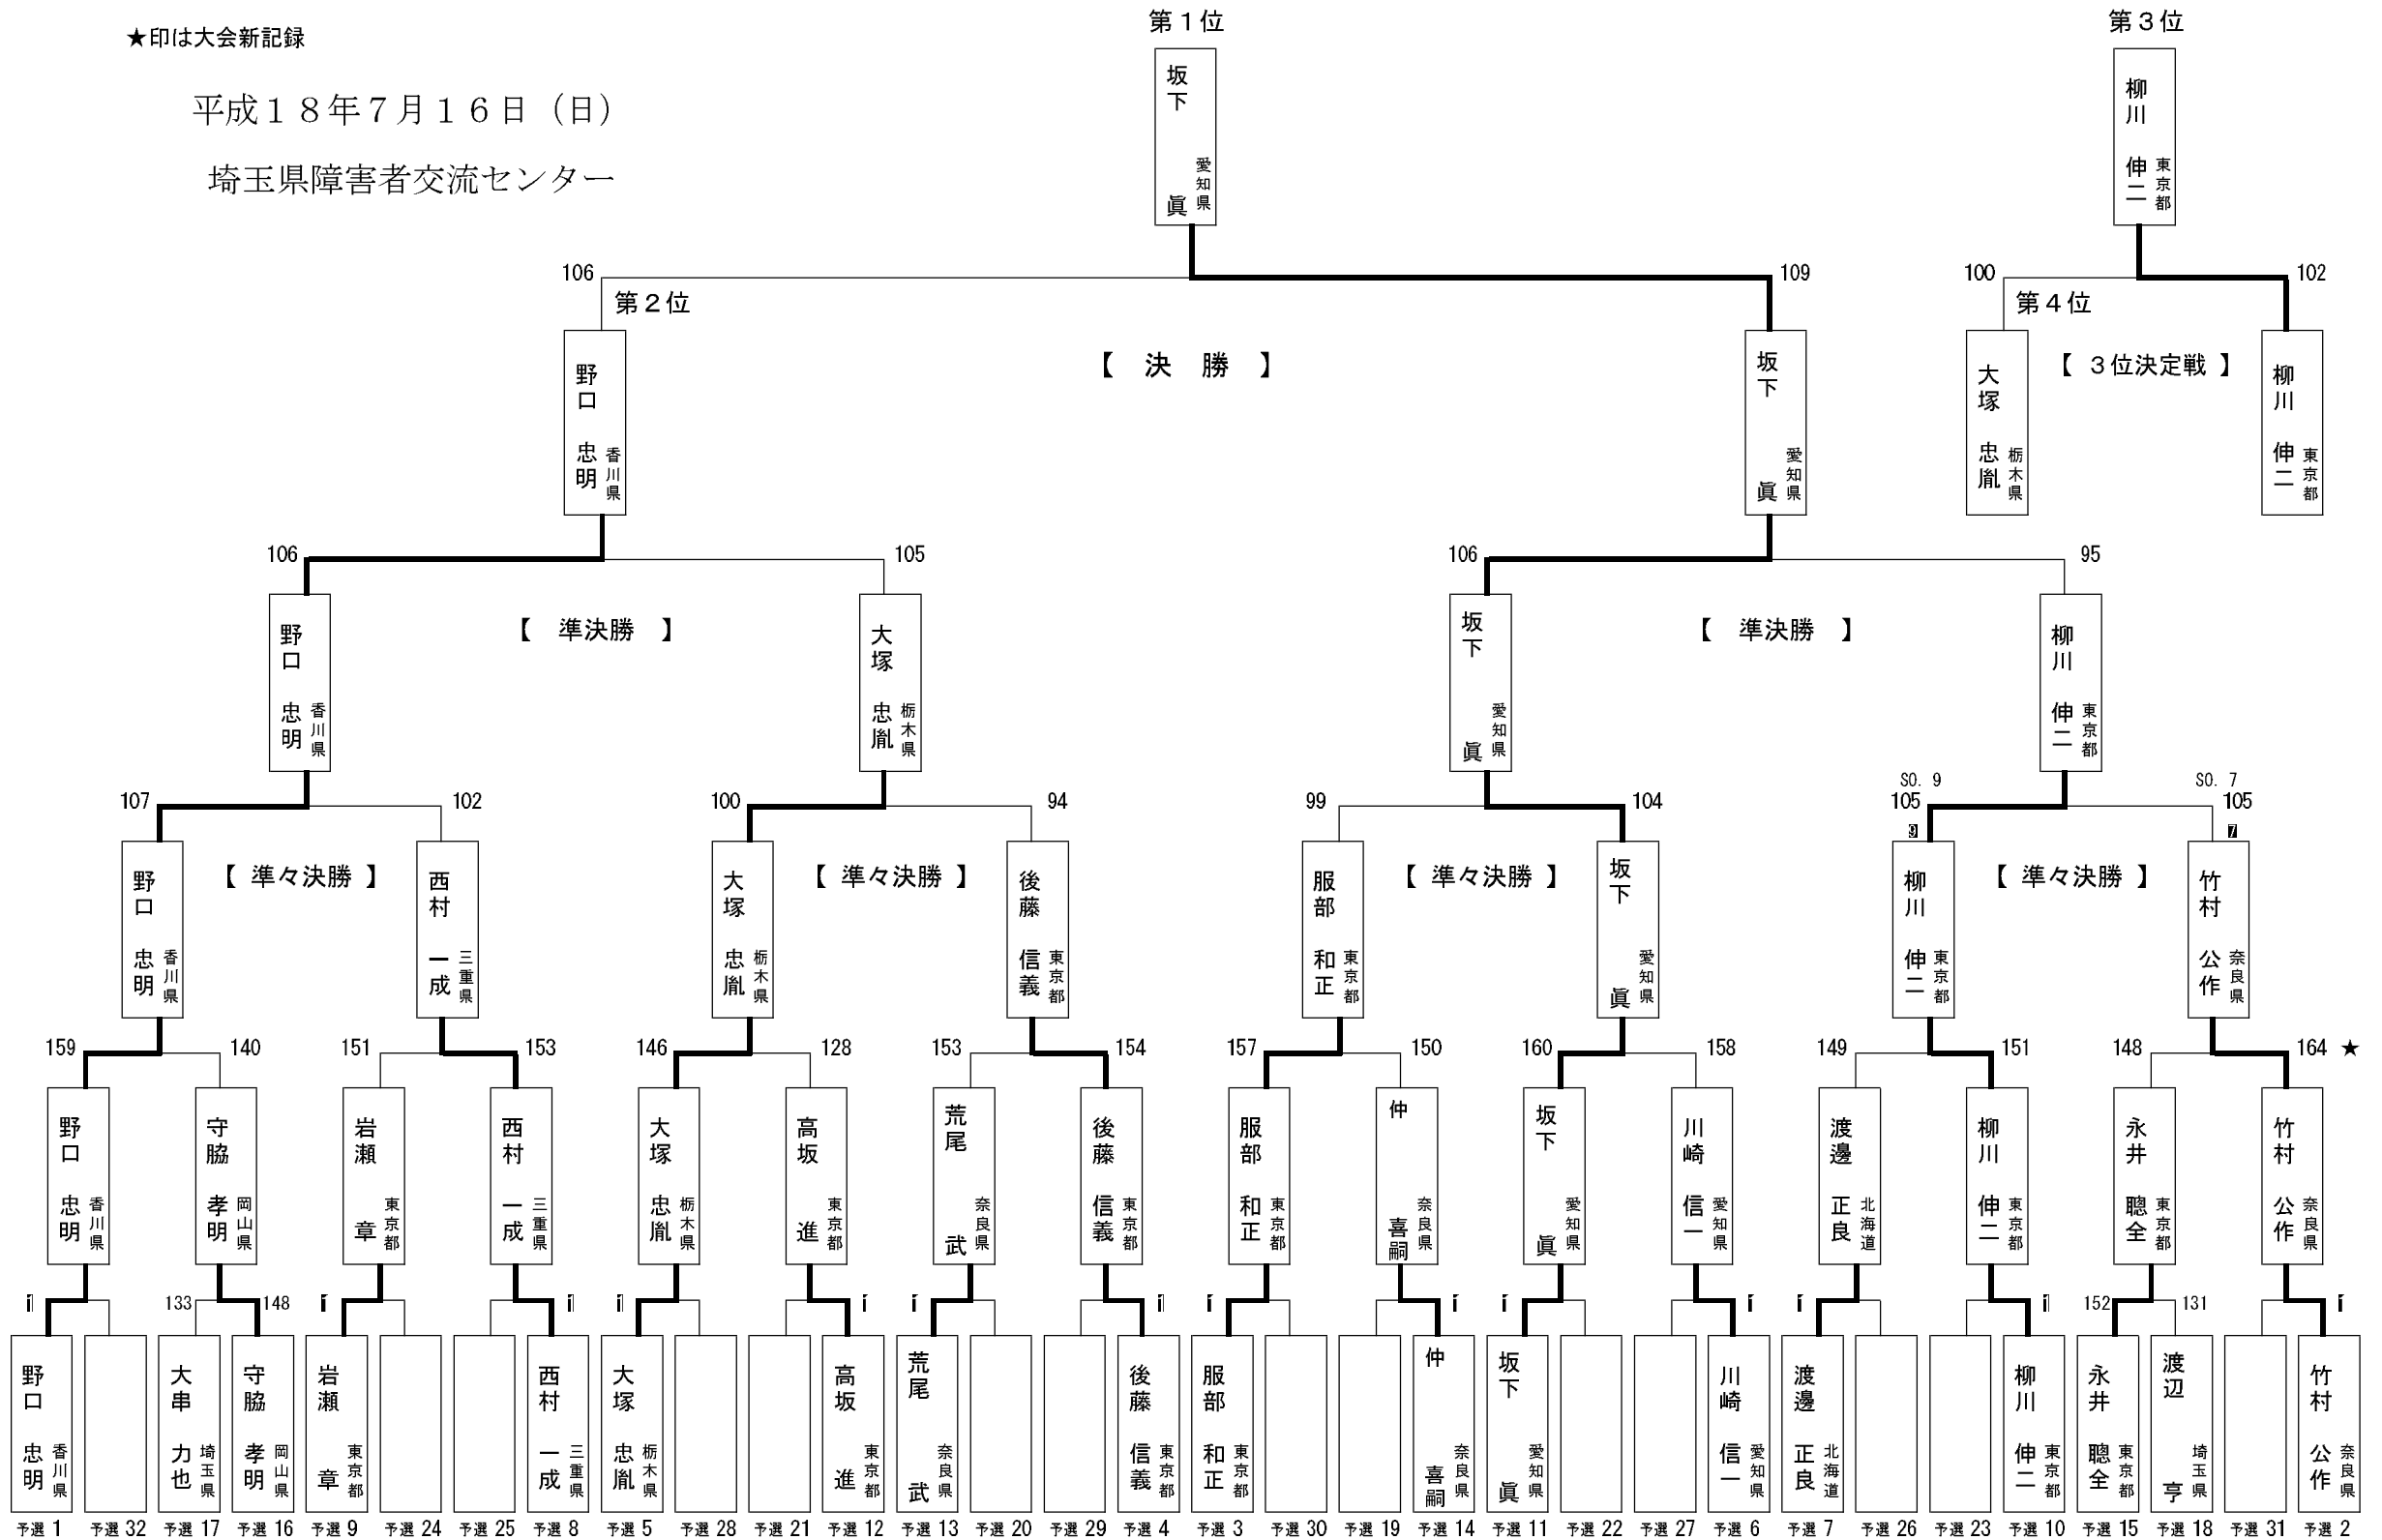 第１位
第３位
★印は大会新記録
平成１８年７月１６日（日）
埼玉県障害者交流センター
坂下 眞 愛知県
柳川 伸二 東京都
106
109
100
102
第２位
第４位
野口 忠明 香川県
【 決 勝 】
坂下 眞 愛知県
大塚 忠胤 栃木県
【 ３位決定戦 】
柳川 伸二 東京都
106
105
106
95
野口 忠明 香川県
【 準決勝 】
大塚 忠胤 栃木県
坂下 眞 愛知県
【 準決勝 】
柳川 伸二 東京都
SO. 9
SO. 7
107
102
100
94
99
104
105
105
9
7
野口 忠明 香川県
【 準々決勝 】
西村 一成 三重県
大塚 忠胤 栃木県
【 準々決勝 】
後藤 信義 東京都
服部 和正 東京都
【 準々決勝 】
坂下 眞 愛知県
柳川 伸二 東京都
【 準々決勝 】
竹村 公作 奈良県
159
140
151
153
146
128
153
154
157
150
160
158
149
151
148
164 ★
野口 忠明 香川県
守脇 孝明 岡山県
岩瀬 章 東京都
西村 一成 三重県
大塚 忠胤 栃木県
高坂 進 東京都
荒尾 武 奈良県
後藤 信義 東京都
服部 和正 東京都
仲 喜嗣 奈良県
坂下 眞 愛知県
川崎 信一 愛知県
渡邊 正良 北海道
柳川 伸二 東京都
永井 聰全 東京都
竹村 公作 奈良県
133
148
152
131
野口 忠明 香川県
大串 力也 埼玉県
守脇 孝明 岡山県
岩瀬 章 東京都
西村 一成 三重県
大塚 忠胤 栃木県
高坂 進 東京都
荒尾 武 奈良県
後藤 信義 東京都
服部 和正 東京都
仲 喜嗣 奈良県
坂下 眞 愛知県
川崎 信一 愛知県
渡邊 正良 北海道
柳川 伸二 東京都
永井 聰全 東京都
渡辺 亨 埼玉県
竹村 公作 奈良県
予選 1
予選 32
予選 17
予選 16
予選 9
予選 24
予選 25
予選 8
予選 5
予選 28
予選 21
予選 12
予選 13
予選 20
予選 29
予選 4
予選 3
予選 30
予選 19
予選 14
予選 11
予選 22
予選 27
予選 6
予選 7
予選 26
予選 23
予選 10
予選 15
予選 18
予選 31
予選 2